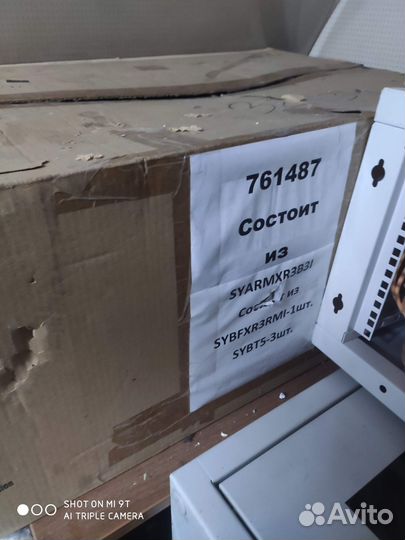 761487
Состоит
из
SYARMXR3B3I
состоит из
SYBFXR3RMI-1шт.
SYBT5-3шт.
SHOT ON MI 9T
AI TRIPLE CAMERA
Avito